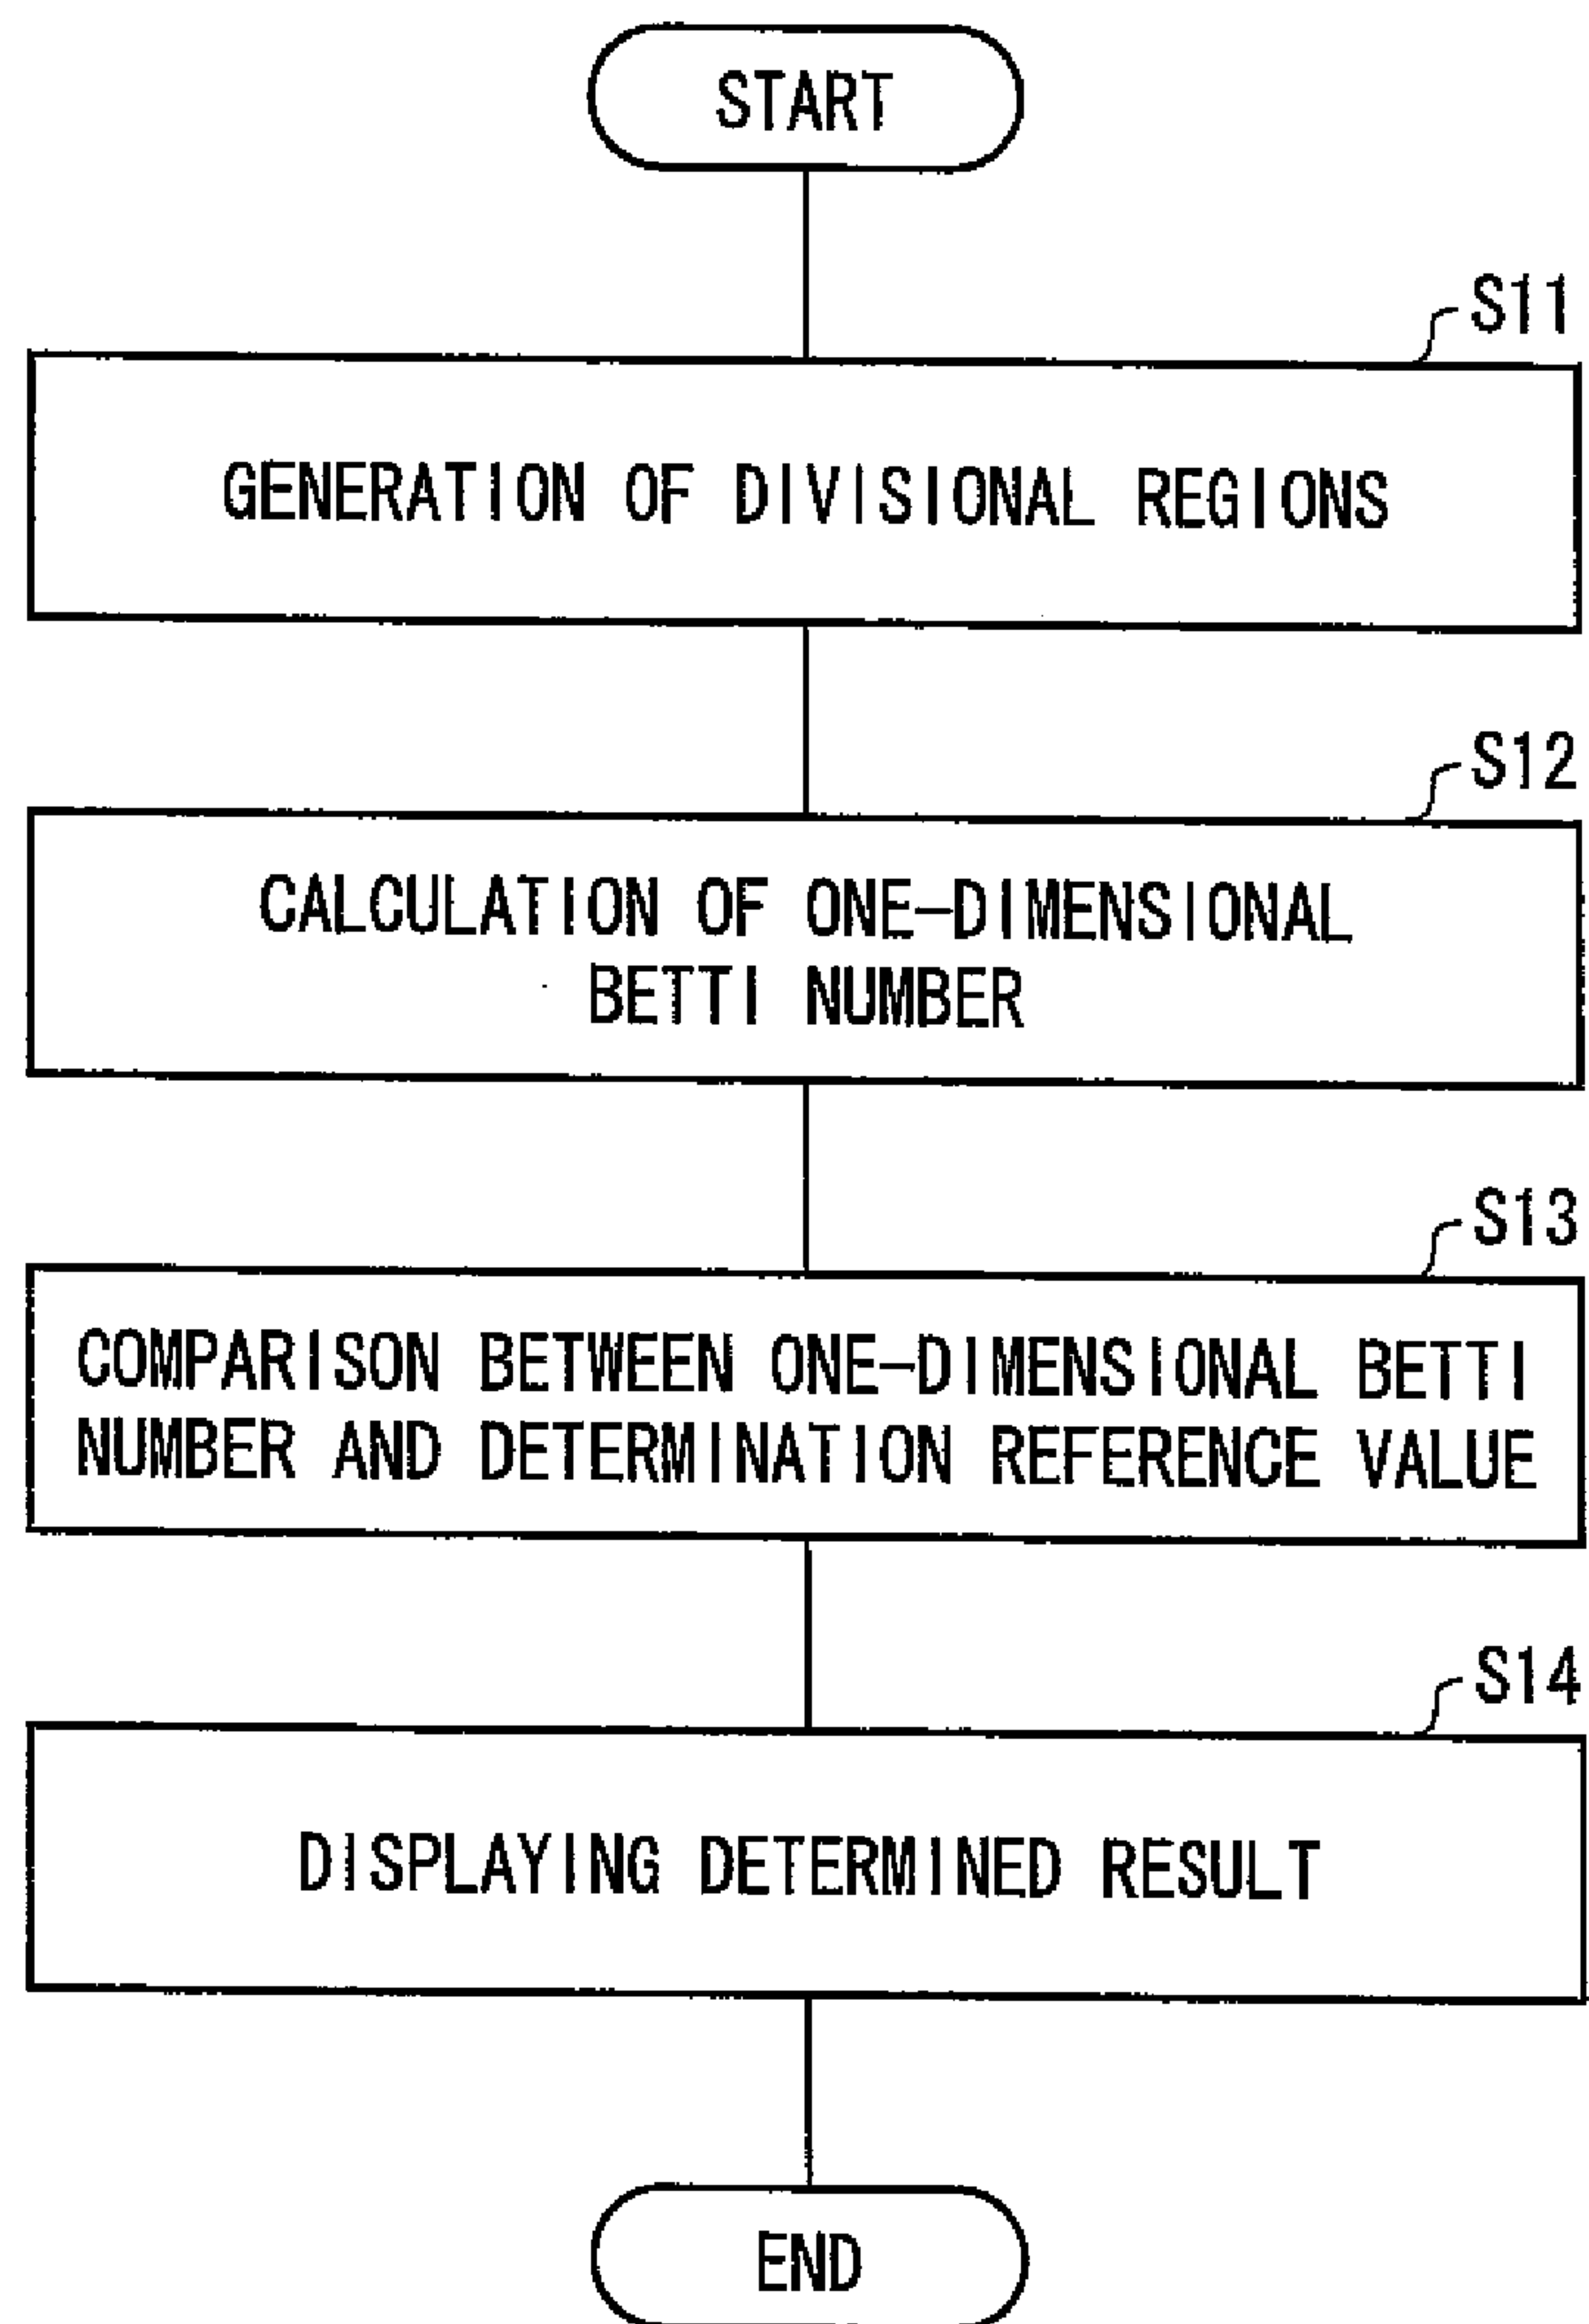 START
S11
GENERATION OF DIVISIONAL REGIONS
S12
CALCULATION OF ONE-DIMENSIONAL
BETTI NUMBER
S13
COMPARISON BETWEEN ONE-DIMENSIONAL BETTI
NUMBER AND DETERMINATION REFERENCE VALUE
S14
DISPLAYING DETERMINED RESULT
END